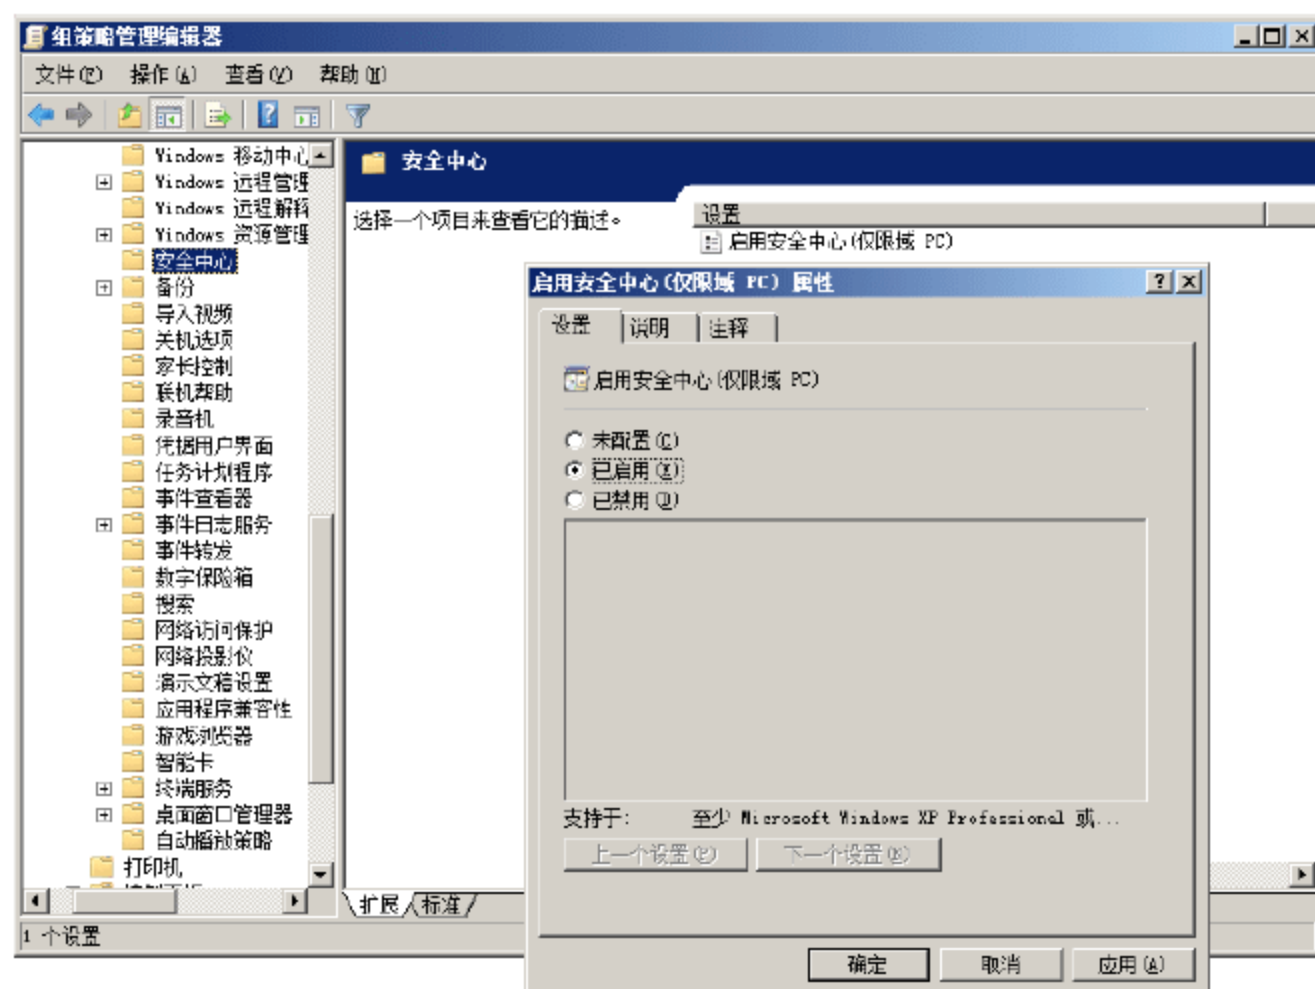 组策略管理编辑器
文件(F) 操作(A) 查看(V) 帮助(H)
Windows 移动中心
Windows 远程管理
Windows 远程解释
Windows 资源管理
安全中心
备份
导入视频
关机选项
家长控制
联机帮助
录音机
凭据用户界面
任务计划程序
事件查看器
事件日志服务
事件转发
数字保险箱
搜索
网络访问保护
网络投影仪
演示文稿设置
应用程序兼容性
游戏浏览器
智能卡
终端服务
桌面窗口管理器
自动播放策略
打印机
安全中心
选择一个项目来查看它的描述。
设置
启用安全中心(仅限域 PC)
扩展 标准
1 个设置
启用安全中心(仅限域 PC) 属性
设置 说明 注释
启用安全中心(仅限域 PC)
未配置(C)
已启用(E)
已禁用(D)
支持于: 至少 Microsoft Windows XP Professional 或...
上一个设置(P) 下一个设置(N)
确定 取消 应用(A)